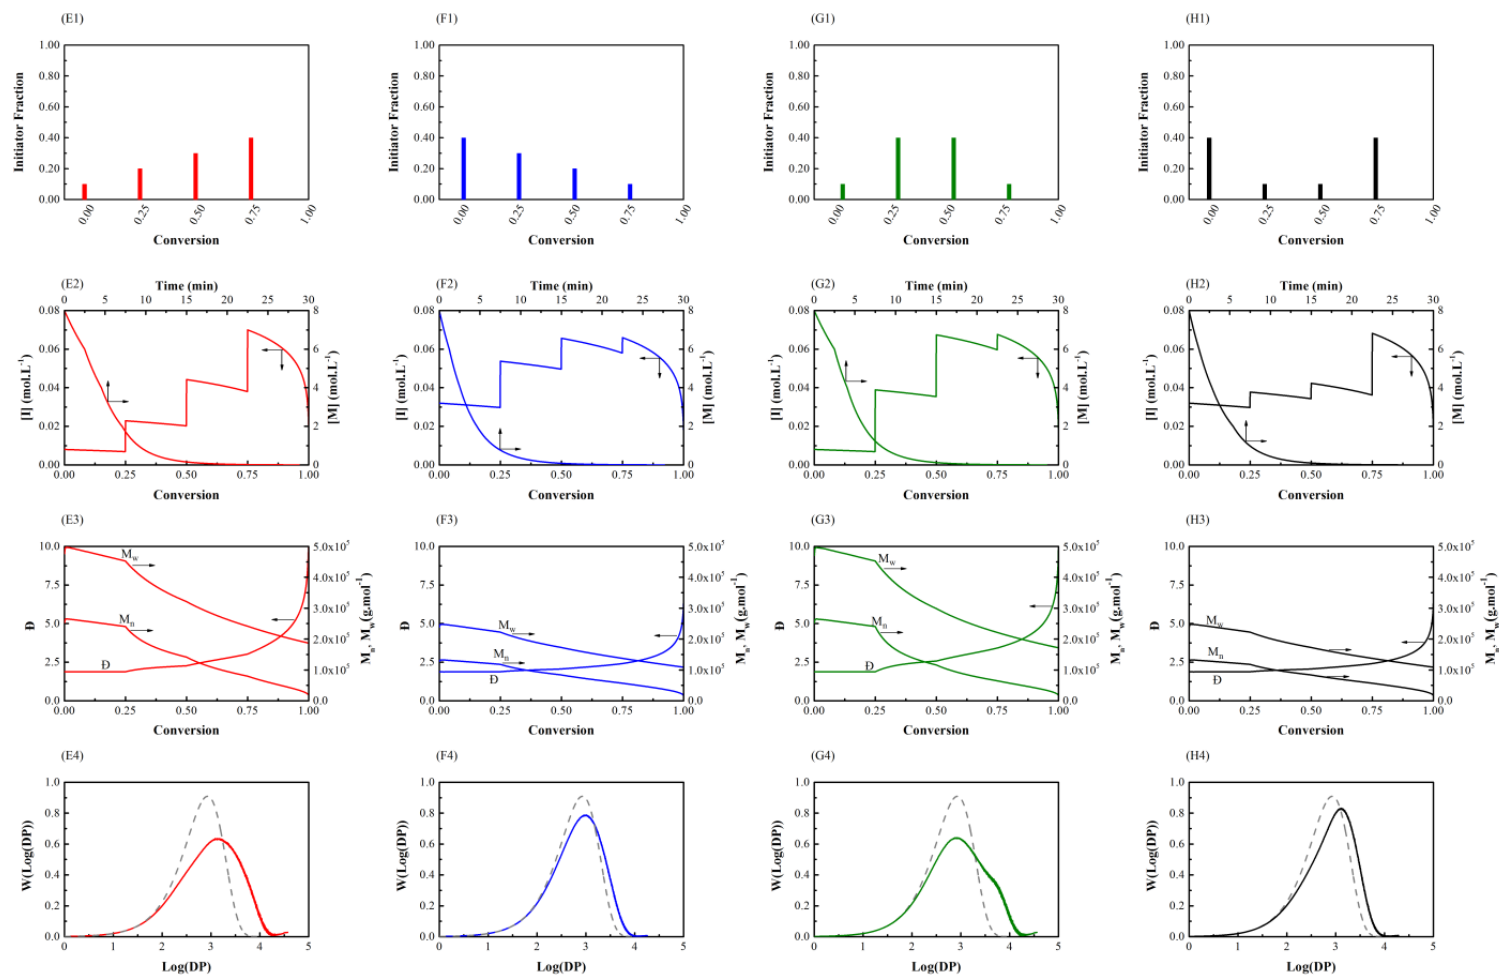 (E1)
1.00
0.80
0.60
0.40
0.20
0.00
Initiator Fraction
0.00 0.25 0.50 0.75 1.00
Conversion
(F1)
1.00
0.80
0.60
0.40
0.20
0.00
Initiator Fraction
0.00 0.25 0.50 0.75 1.00
Conversion
(G1)
1.00
0.80
0.60
0.40
0.20
0.00
Initiator Fraction
0.00 0.25 0.50 0.75 1.00
Conversion
(H1)
1.00
0.80
0.60
0.40
0.20
0.00
Initiator Fraction
0.00 0.25 0.50 0.75 1.00
Conversion
(E2)
Time (min)
0 5 10 15 20 25 30
0.08
0.06
0.04
0.02
0.00
[I] (mol.L⁻¹)
8
6
4
2
0
[M] (mol.L⁻¹)
0.00 0.25 0.50 0.75 1.00
Conversion
(F2)
Time (min)
0 5 10 15 20 25 30
0.08
0.06
0.04
0.02
0.00
[I] (mol.L⁻¹)
8
6
4
2
0
[M] (mol.L⁻¹)
0.00 0.25 0.50 0.75 1.00
Conversion
(G2)
Time (min)
0 5 10 15 20 25 30
0.08
0.06
0.04
0.02
0.00
[I] (mol.L⁻¹)
8
6
4
2
0
[M] (mol.L⁻¹)
0.00 0.25 0.50 0.75 1.00
Conversion
(H2)
Time (min)
0 5 10 15 20 25 30
0.08
0.06
0.04
0.02
0.00
[I] (mol.L⁻¹)
8
6
4
2
0
[M] (mol.L⁻¹)
0.00 0.25 0.50 0.75 1.00
Conversion
(E3)
10.0
7.5
5.0
2.5
0.0
Đ
Mw
Mn
Đ
5.0x10⁵
4.0x10⁵
3.0x10⁵
2.0x10⁵
1.0x10⁵
0.0
Mn, Mw(g.mol⁻¹)
0.00 0.25 0.50 0.75 1.00
Conversion
(F3)
10.0
7.5
5.0
2.5
0.0
Đ
Mw
Mn
Đ
5.0x10⁵
4.0x10⁵
3.0x10⁵
2.0x10⁵
1.0x10⁵
0.0
Mn, Mw(g.mol⁻¹)
0.00 0.25 0.50 0.75 1.00
Conversion
(G3)
10.0
7.5
5.0
2.5
0.0
Đ
Mw
Mn
Đ
5.0x10⁵
4.0x10⁵
3.0x10⁵
2.0x10⁵
1.0x10⁵
0.0
Mn, Mw(g.mol⁻¹)
0.00 0.25 0.50 0.75 1.00
Conversion
(H3)
10.0
7.5
5.0
2.5
0.0
Đ
Mw
Mn
Đ
5.0x10⁵
4.0x10⁵
3.0x10⁵
2.0x10⁵
1.0x10⁵
0.0
Mn, Mw(g.mol⁻¹)
0.00 0.25 0.50 0.75 1.00
Conversion
(E4)
1.0
0.8
0.6
0.4
0.2
0.0
W(Log(DP))
0 1 2 3 4 5
Log(DP)
(F4)
1.0
0.8
0.6
0.4
0.2
0.0
W(Log(DP))
0 1 2 3 4 5
Log(DP)
(G4)
1.0
0.8
0.6
0.4
0.2
0.0
W(Log(DP))
0 1 2 3 4 5
Log(DP)
(H4)
1.0
0.8
0.6
0.4
0.2
0.0
W(Log(DP))
0 1 2 3 4 5
Log(DP)